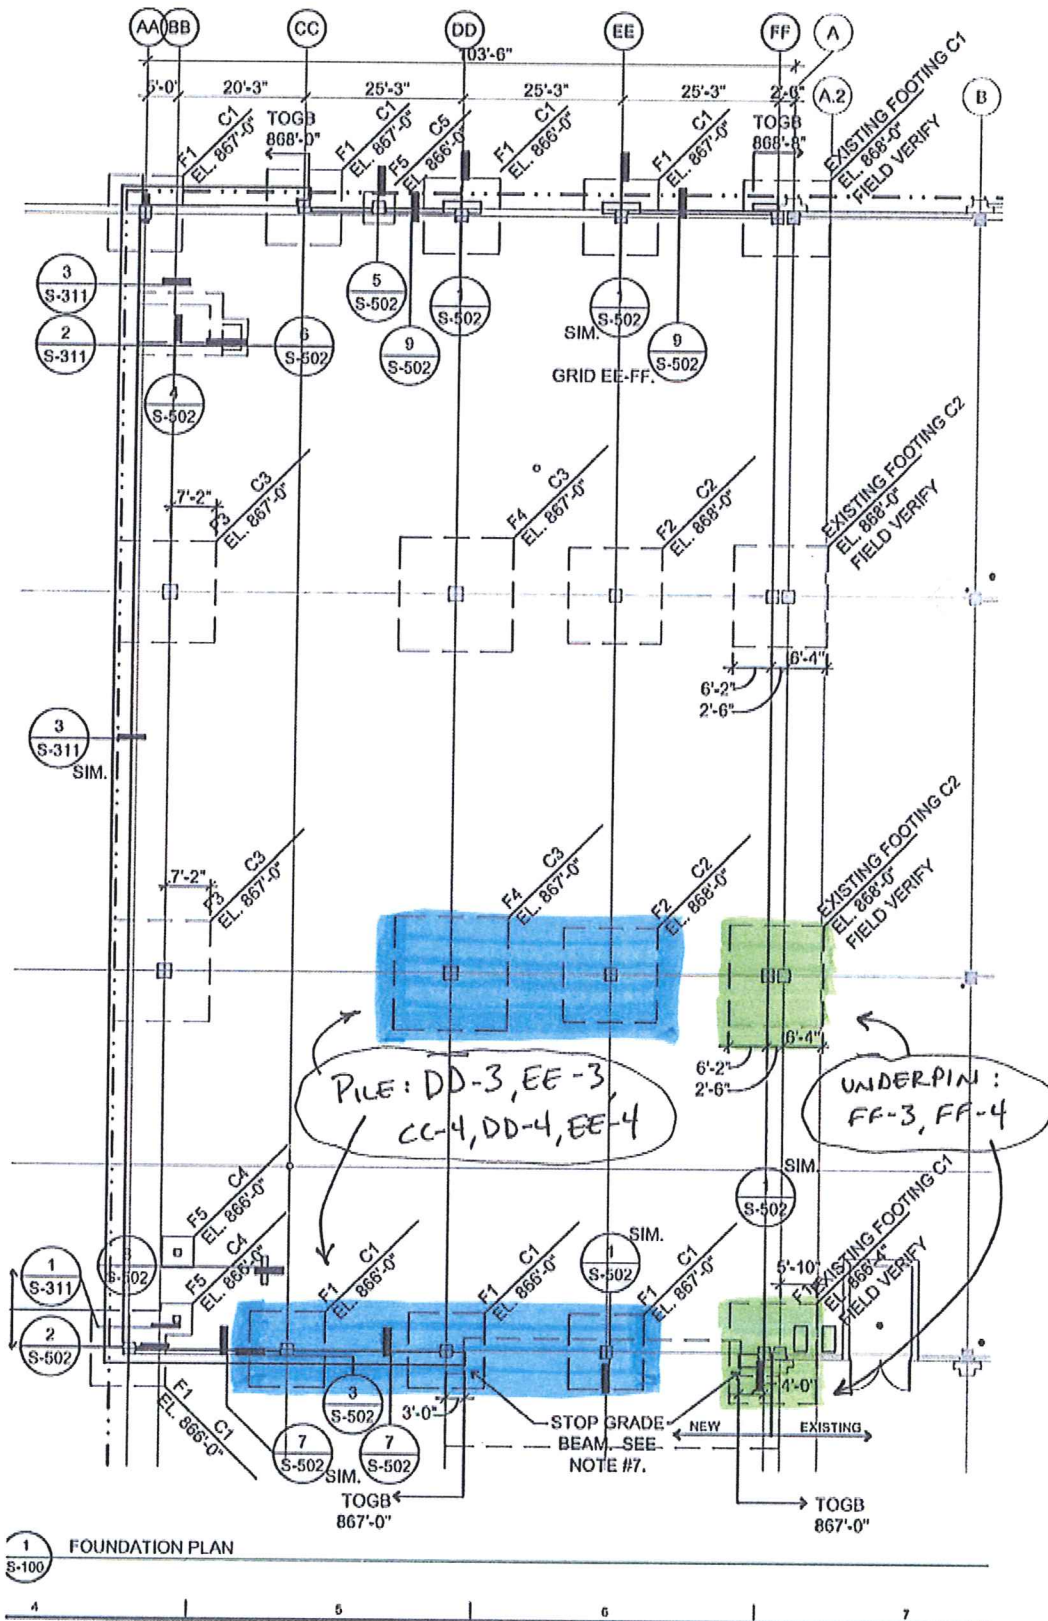 AA BB CC DD EE FF A
103'-6"
5'-0" 20'-3" 25'-3" 25'-3" 25'-3" 2'-6"
A.2 B
TOGB
868'-0"
TOGB
868'-8"
F1 C1
EL. 867'-0"
F1 C1
EL. 867'-0"
F5 C5
EL. 866'-0"
F1 C1
EL. 866'-0"
F1 C1
EL. 867'-0"
EXISTING FOOTING C1
EL. 868'-0"
FIELD VERIFY
3
S-311
2
S-311
4
S-502
6
S-502
5
S-502
9
S-502
1
S-502
1
S-502
SIM.
9
S-502
GRID EE-FF.
7'-2"
F3 C3
EL. 867'-0"
F4 C3
EL. 867'-0"
F2 C2
EL. 868'-0"
EXISTING FOOTING C2
EL. 868'-0"
FIELD VERIFY
6'-4"
6'-2"
2'-6"
3
S-311
SIM.
7'-2"
F3 C3
EL. 867'-0"
F4 C3
EL. 867'-0"
F2 C2
EL. 868'-0"
EXISTING FOOTING C2
EL. 868'-0"
FIELD VERIFY
6'-4"
6'-2"
2'-6"
PILE: DD-3, EE-3,
CC-4, DD-4, EE-4
UNDERPIN:
FF-3, FF-4
SIM.
1
S-502
F5 C4
EL. 866'-0"
F5 C4
EL. 866'-0"
S-502
1
S-311
2
S-502
F1 C1
EL. 866'-0"
F1 C1
EL. 866'-0"
SIM.
1
S-502
F1 C1
EL. 867'-0"
5'-10"
F1 EXISTING FOOTING C1
EL. 866'-4"
FIELD VERIFY
F1 C1
EL. 866'-0"
3
S-502
3'-0"
4'-0"
7
S-502
SIM.
7
S-502
STOP GRADE
BEAM. SEE
NOTE #7.
NEW EXISTING
TOGB
867'-0"
TOGB
867'-0"
1
S-100
FOUNDATION PLAN
4 5 6 7